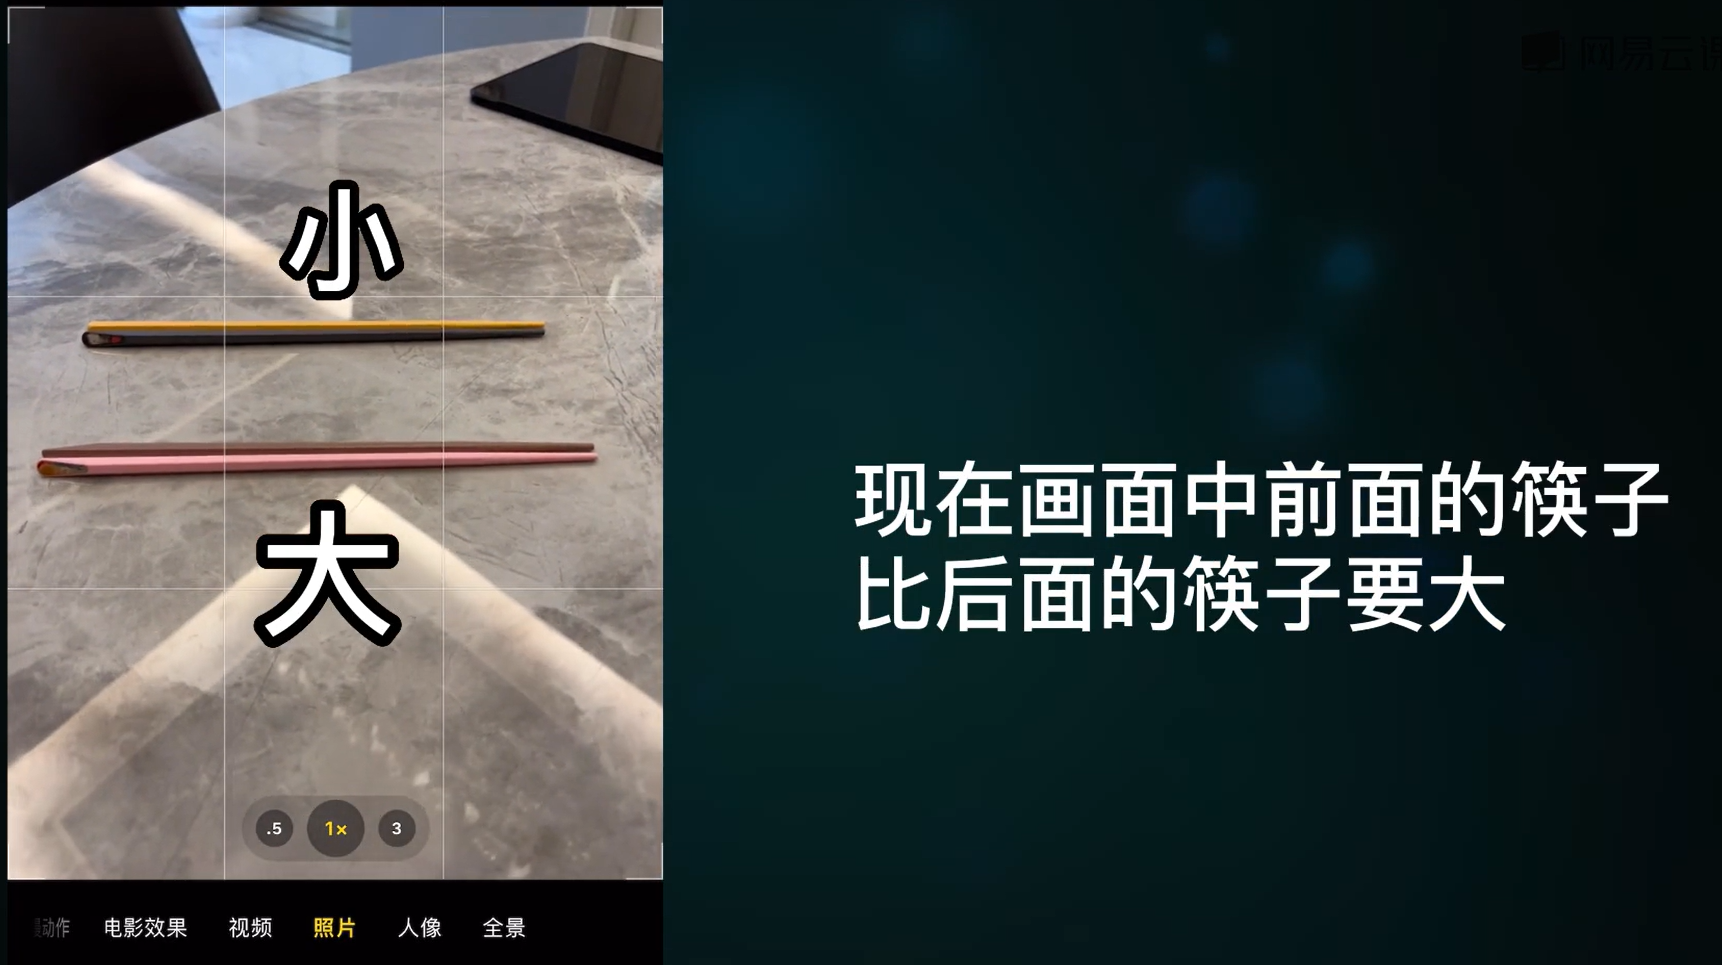 网易云课
小
大
现在画面中前面的筷子
比后面的筷子要大
.5 1× 3
动作 电影效果 视频 照片 人像 全景